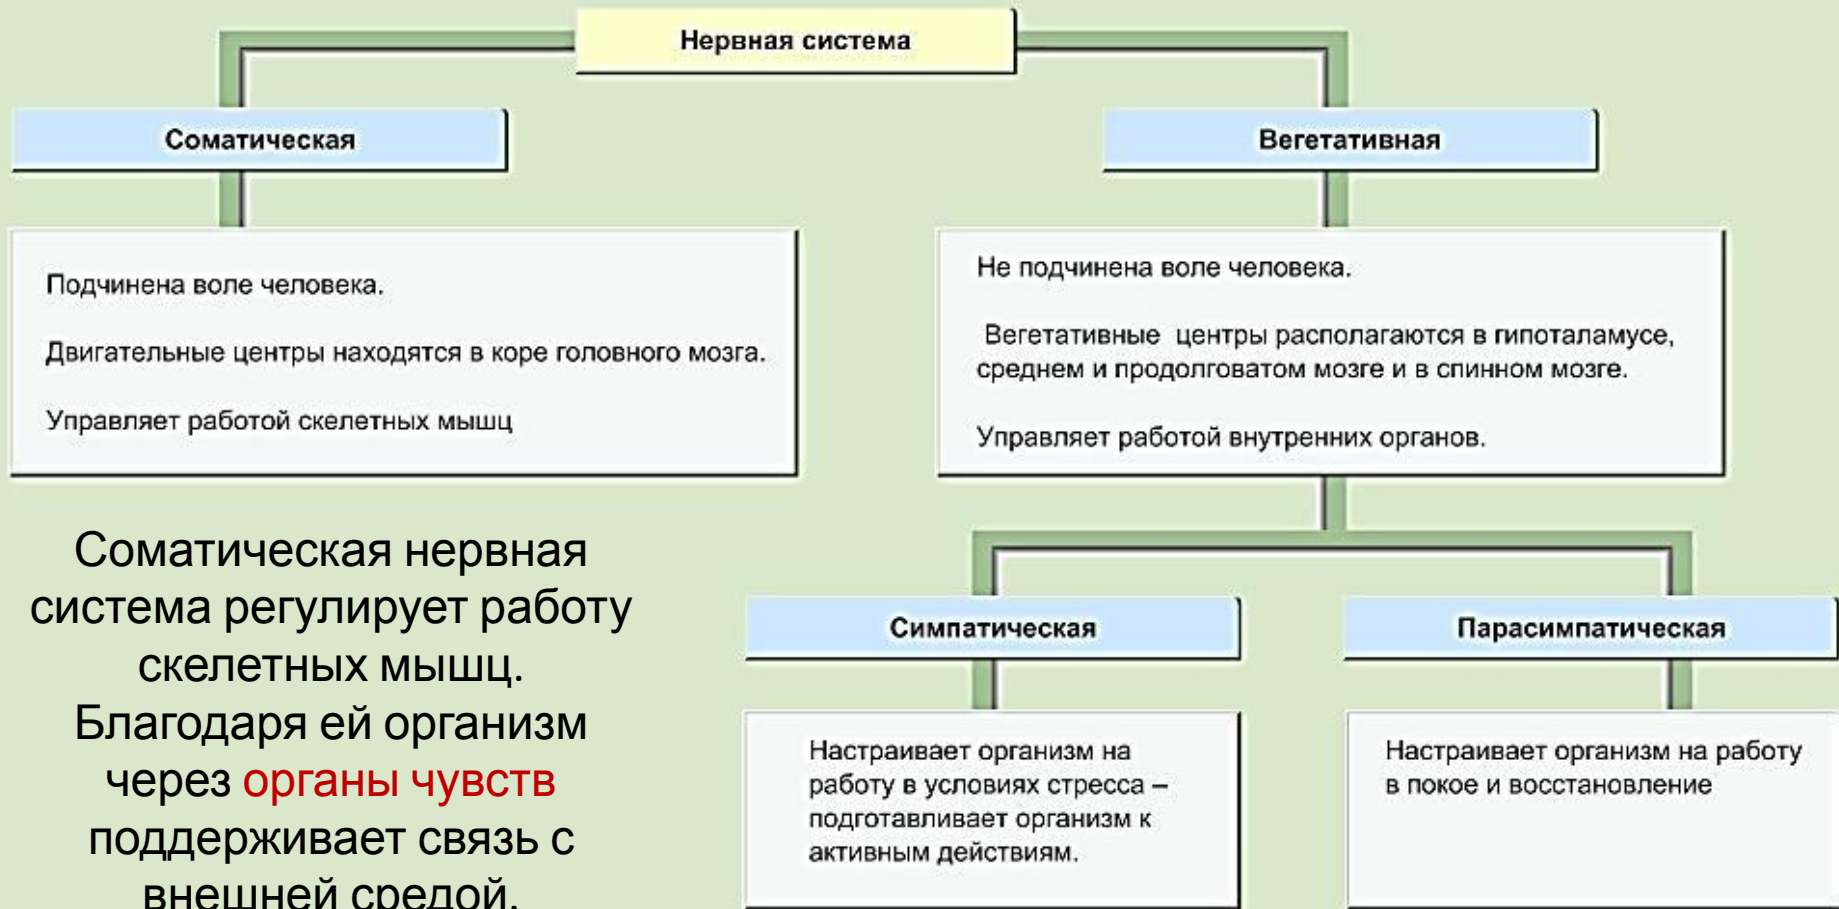 Нервная система
Соматическая
Вегетативная
Подчинена воле человека.
Двигательные центры находятся в коре головного мозга.
Управляет работой скелетных мышц
Не подчинена воле человека.
Вегетативные центры располагаются в гипоталамусе,
среднем и продолговатом мозге и в спинном мозге.
Управляет работой внутренних органов.
Соматическая нервная
система регулирует работу
скелетных мышц.
Благодаря ей организм
через органы чувств
поддерживает связь с
внешней средой.
Симпатическая
Парасимпатическая
Настраивает организм на
работу в условиях стресса –
подготавливает организм к
активным действиям.
Настраивает организм на работу
в покое и восстановление